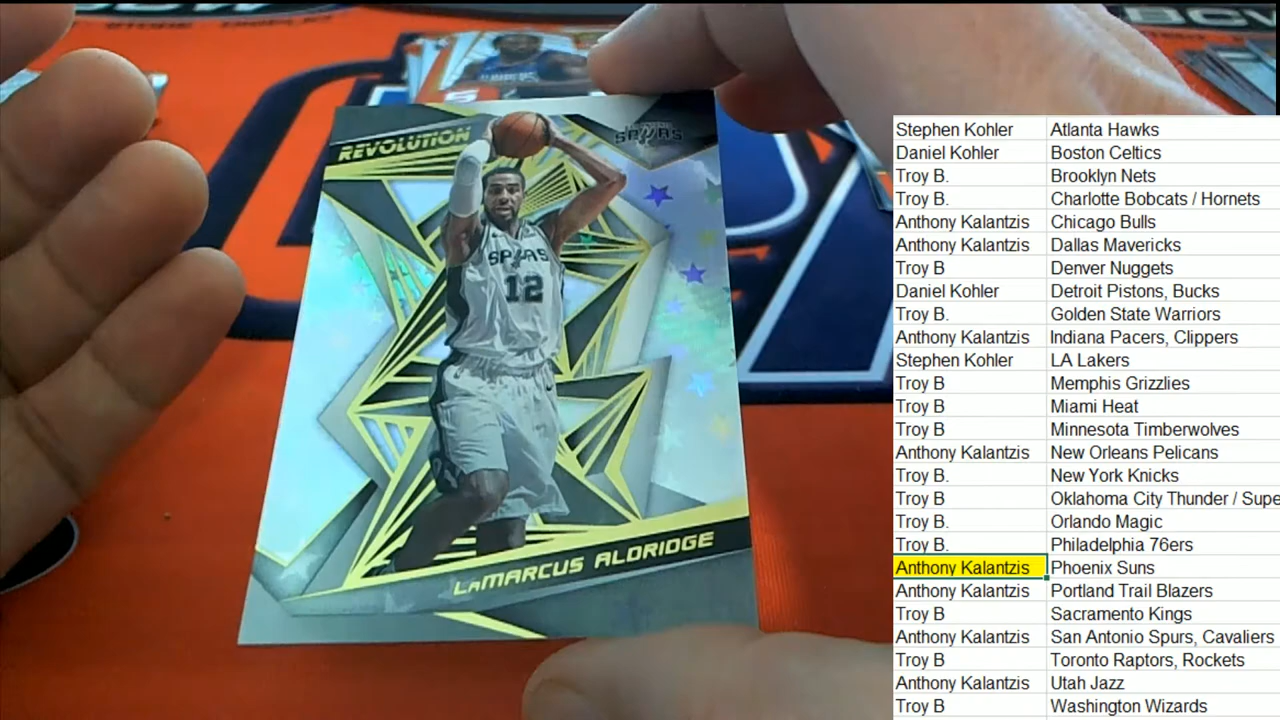 BCW
REVOLUTION
SPURS
SPURS
12
LAMARCUS ALDRIDGE
Stephen Kohler Atlanta Hawks
Daniel Kohler Boston Celtics
Troy B. Brooklyn Nets
Troy B. Charlotte Bobcats / Hornets
Anthony Kalantzis Chicago Bulls
Anthony Kalantzis Dallas Mavericks
Troy B Denver Nuggets
Daniel Kohler Detroit Pistons, Bucks
Troy B. Golden State Warriors
Anthony Kalantzis Indiana Pacers, Clippers
Stephen Kohler LA Lakers
Troy B Memphis Grizzlies
Troy B Miami Heat
Troy B Minnesota Timberwolves
Anthony Kalantzis New Orleans Pelicans
Troy B. New York Knicks
Troy B Oklahoma City Thunder / Supe
Troy B. Orlando Magic
Troy B. Philadelphia 76ers
Anthony Kalantzis Phoenix Suns
Anthony Kalantzis Portland Trail Blazers
Troy B Sacramento Kings
Anthony Kalantzis San Antonio Spurs, Cavaliers
Troy B Toronto Raptors, Rockets
Anthony Kalantzis Utah Jazz
Troy B Washington Wizards